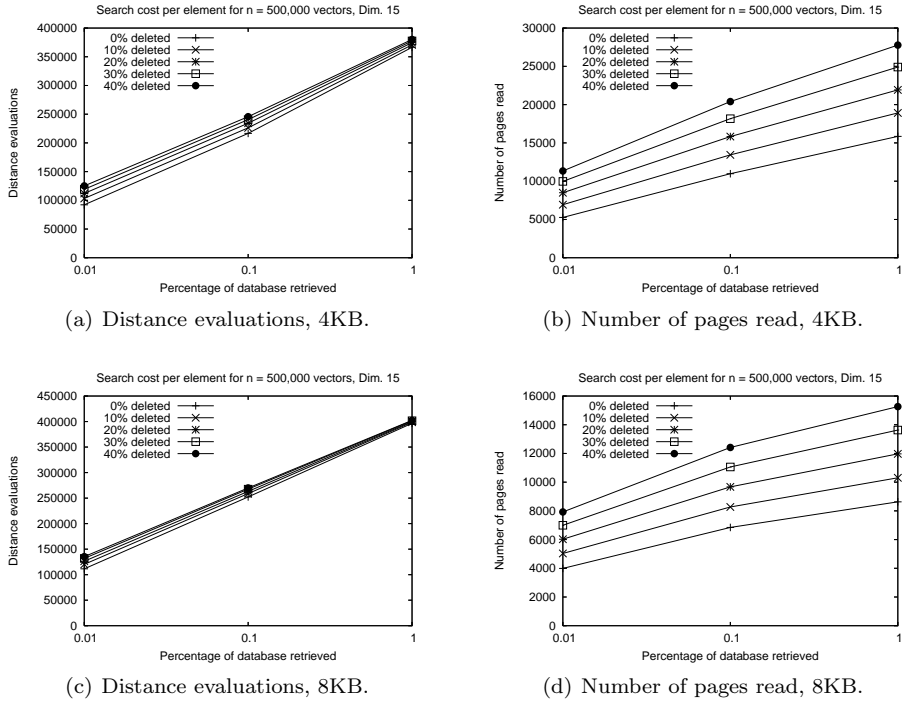 Search cost per element for n = 500,000 vectors, Dim. 15
400000
350000
300000
250000
200000
150000
100000
50000
0
0.01
0.1
1
Distance evaluations
Percentage of database retrieved
0% deleted
10% deleted
20% deleted
30% deleted
40% deleted
(a) Distance evaluations, 4KB.
Search cost per element for n = 500,000 vectors, Dim. 15
30000
25000
20000
15000
10000
5000
0
0.01
0.1
1
Number of pages read
Percentage of database retrieved
0% deleted
10% deleted
20% deleted
30% deleted
40% deleted
(b) Number of pages read, 4KB.
Search cost per element for n = 500,000 vectors, Dim. 15
450000
400000
350000
300000
250000
200000
150000
100000
50000
0
0.01
0.1
1
Distance evaluations
Percentage of database retrieved
0% deleted
10% deleted
20% deleted
30% deleted
40% deleted
(c) Distance evaluations, 8KB.
Search cost per element for n = 500,000 vectors, Dim. 15
16000
14000
12000
10000
8000
6000
4000
2000
0
0.01
0.1
1
Number of pages read
Percentage of database retrieved
0% deleted
10% deleted
20% deleted
30% deleted
40% deleted
(d) Number of pages read, 8KB.